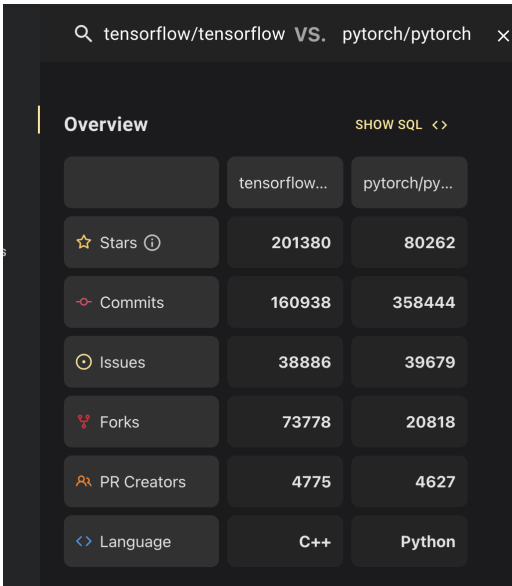 tensorflow/tensorflow VS. pytorch/pytorch ×
Overview SHOW SQL <>
tensorflow... pytorch/py...
Stars 201380 80262
Commits 160938 358444
Issues 38886 39679
Forks 73778 20818
PR Creators 4775 4627
Language C++ Python
s